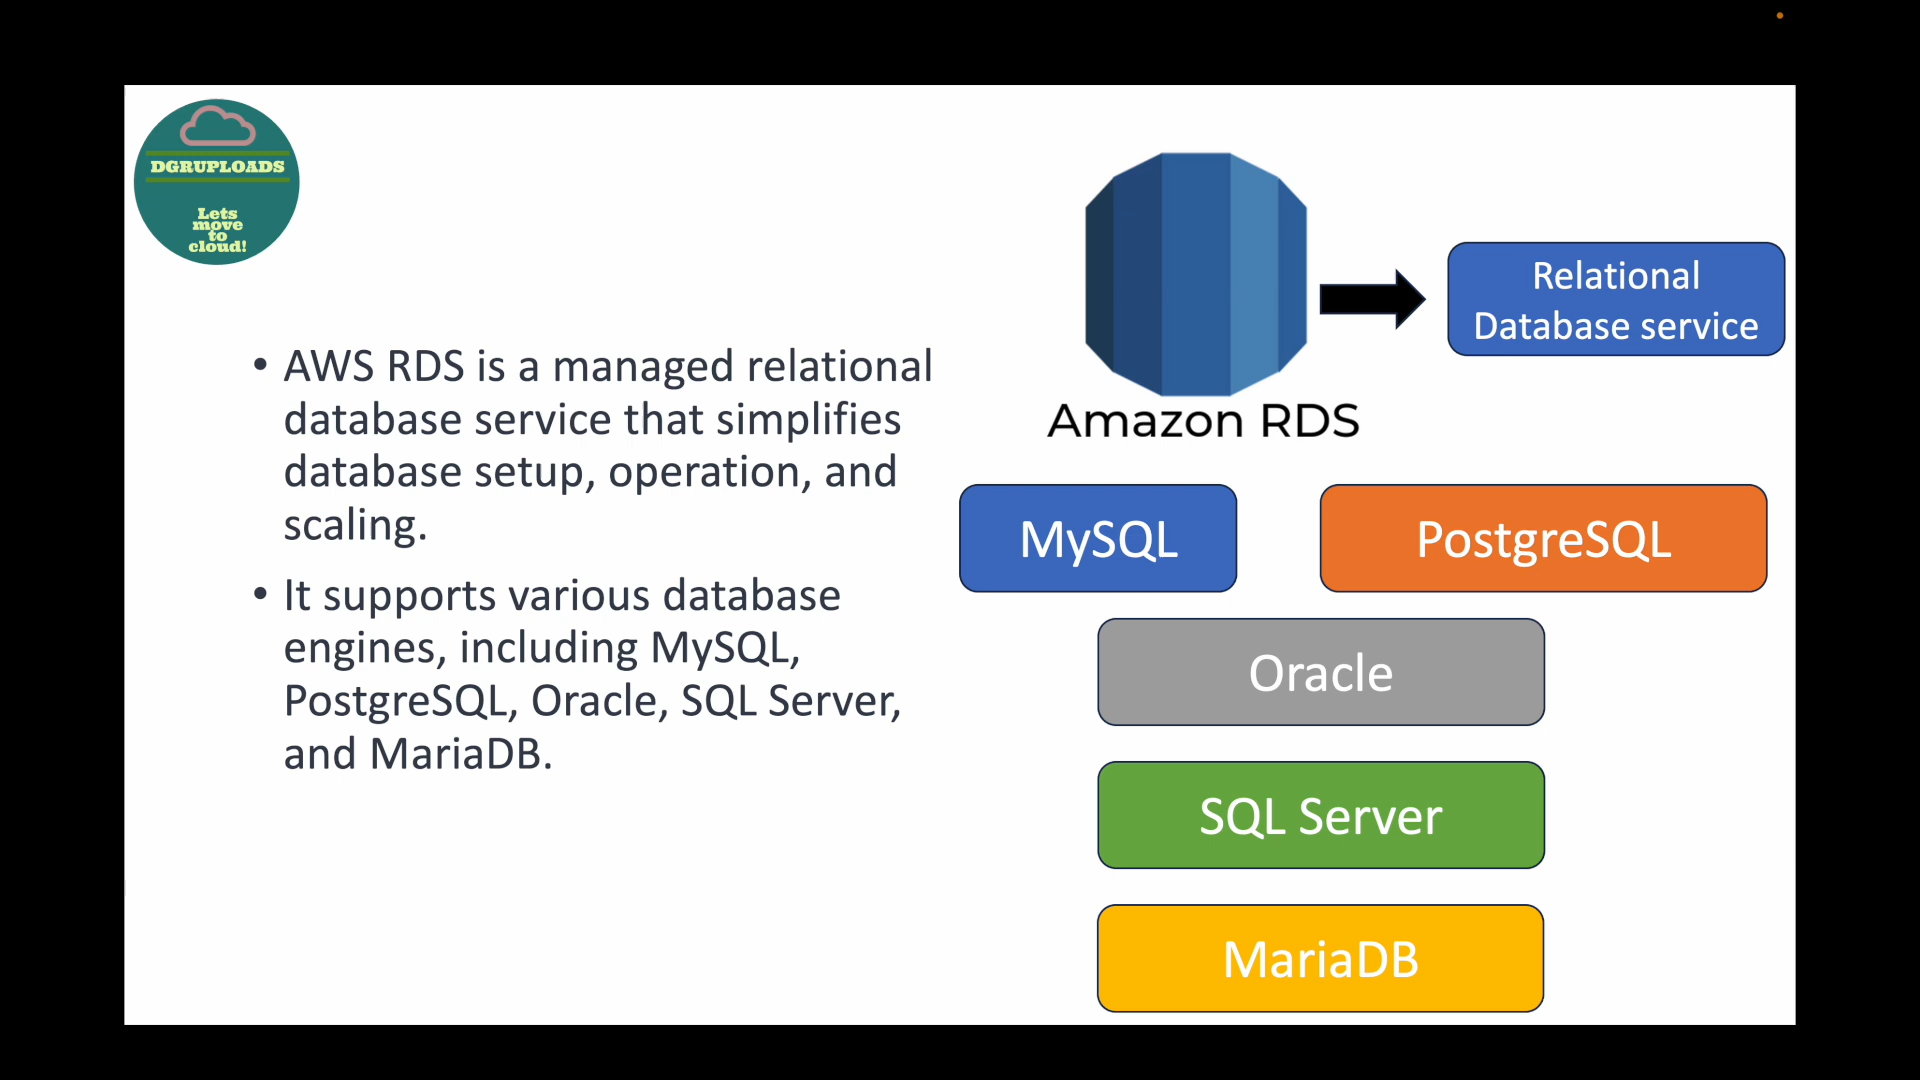 DGRUPLOADS
Lets
move
to
cloud!
• AWS RDS is a managed relational
database service that simplifies
database setup, operation, and
scaling.
• It supports various database
engines, including MySQL,
PostgreSQL, Oracle, SQL Server,
and MariaDB.
Relational
Database service
Amazon RDS
MySQL
PostgreSQL
Oracle
SQL Server
MariaDB